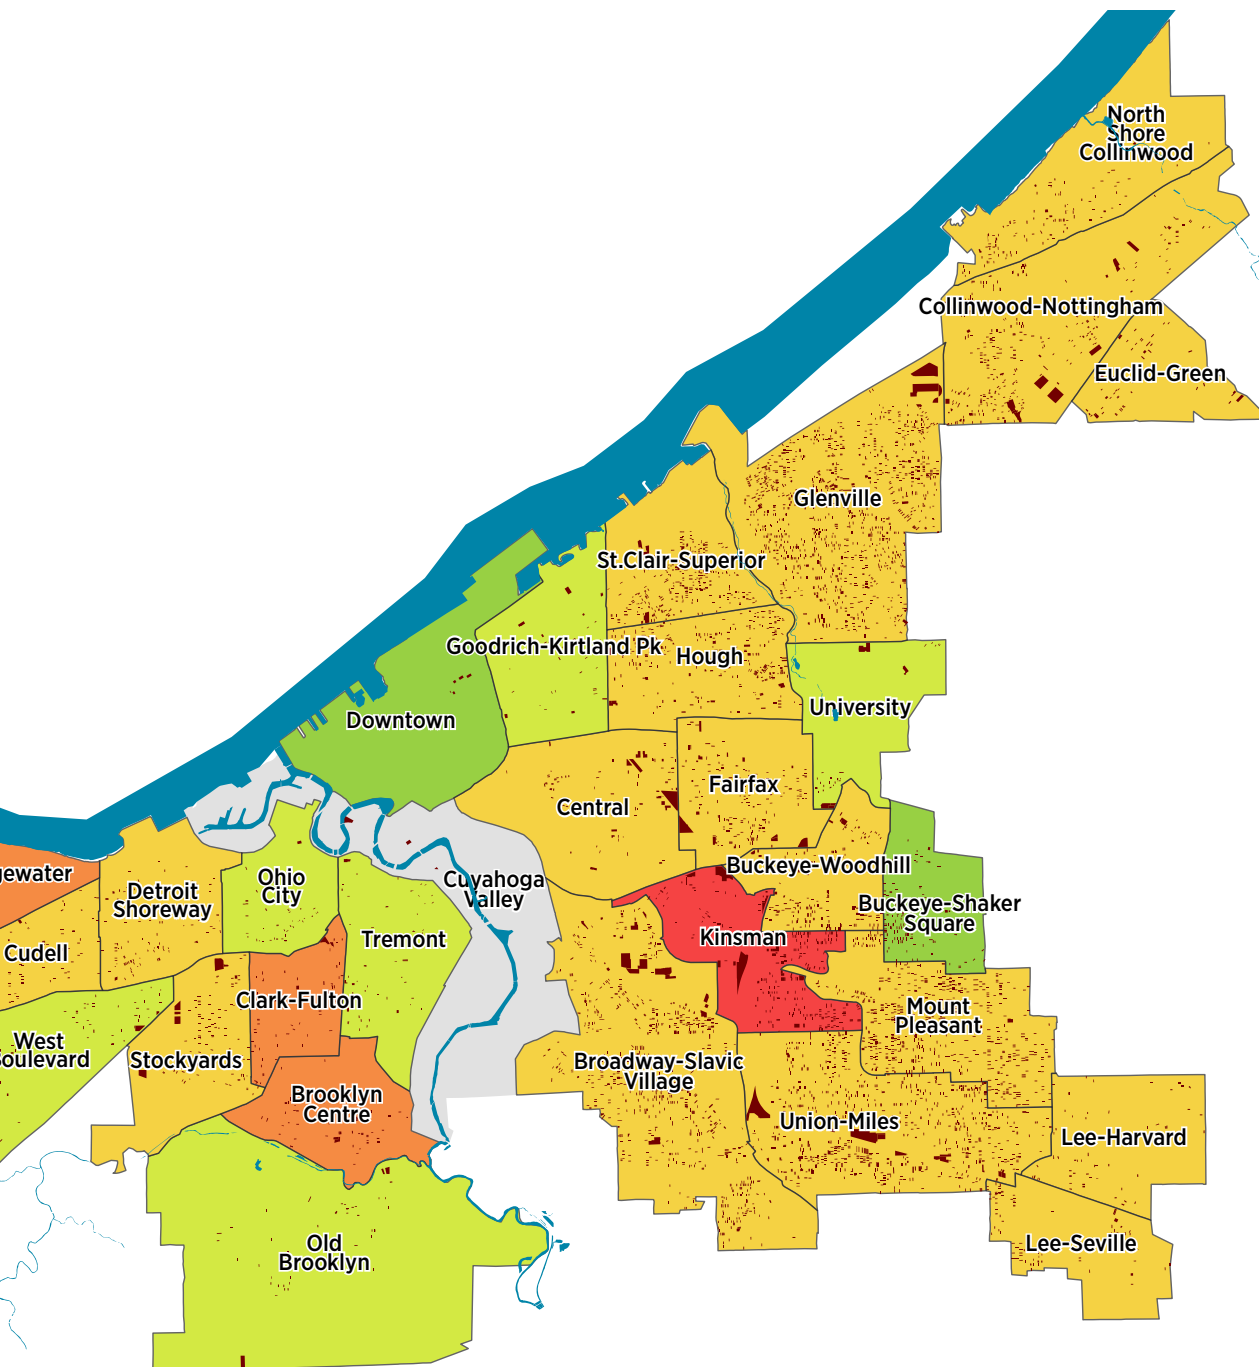 North
Shore
Collinwood
Collinwood-Nottingham
Euclid-Green
Glenville
St.Clair-Superior
Goodrich-Kirtland Pk
Hough
University
Downtown
Fairfax
Central
Buckeye-Woodhill
gewater
Detroit
Shoreway
Ohio
City
Cuyahoga
Valley
Buckeye-Shaker
Square
Cudell
Tremont
Kinsman
Clark-Fulton
Mount
Pleasant
West
oulevard
Stockyards
Broadway-Slavic
Village
Brooklyn
Centre
Union-Miles
Lee-Harvard
Old
Brooklyn
Lee-Seville